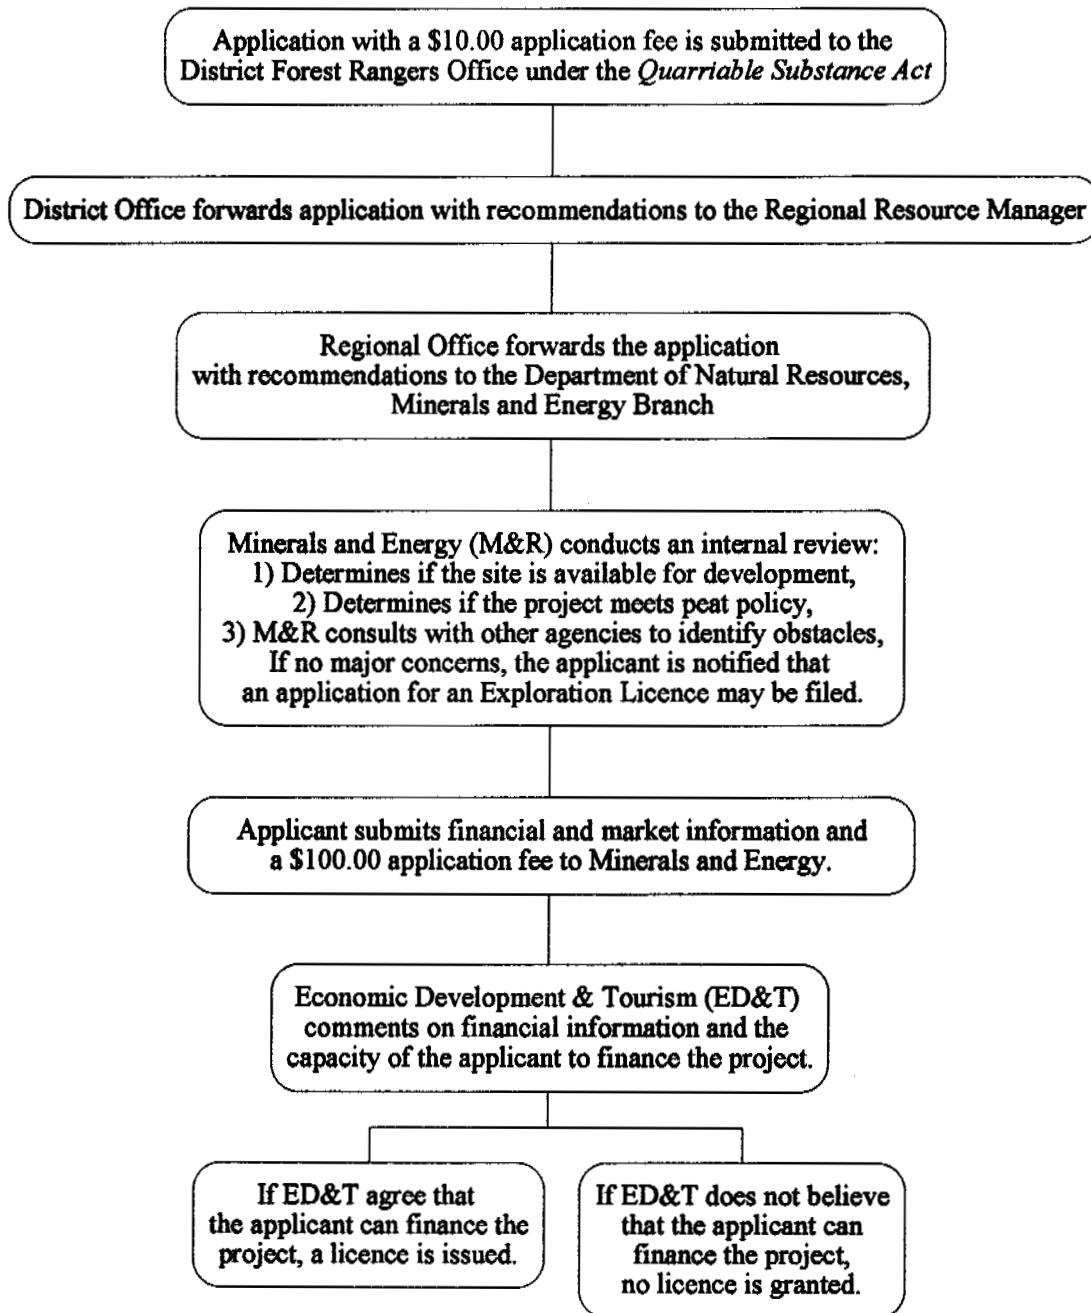 Application with a $10.00 application fee is submitted to the
District Forest Rangers Office under the Quarriable Substance Act
District Office forwards application with recommendations to the Regional Resource Manager
Regional Office forwards the application
with recommendations to the Department of Natural Resources,
Minerals and Energy Branch
Minerals and Energy (M&R) conducts an internal review:
1) Determines if the site is available for development,
2) Determines if the project meets peat policy,
3) M&R consults with other agencies to identify obstacles,
If no major concerns, the applicant is notified that
an application for an Exploration Licence may be filed.
Applicant submits financial and market information and
a $100.00 application fee to Minerals and Energy.
Economic Development & Tourism (ED&T)
comments on financial information and the
capacity of the applicant to finance the project.
If ED&T agree that
the applicant can finance the
project, a licence is issued.
If ED&T does not believe
that the applicant can
finance the project,
no licence is granted.